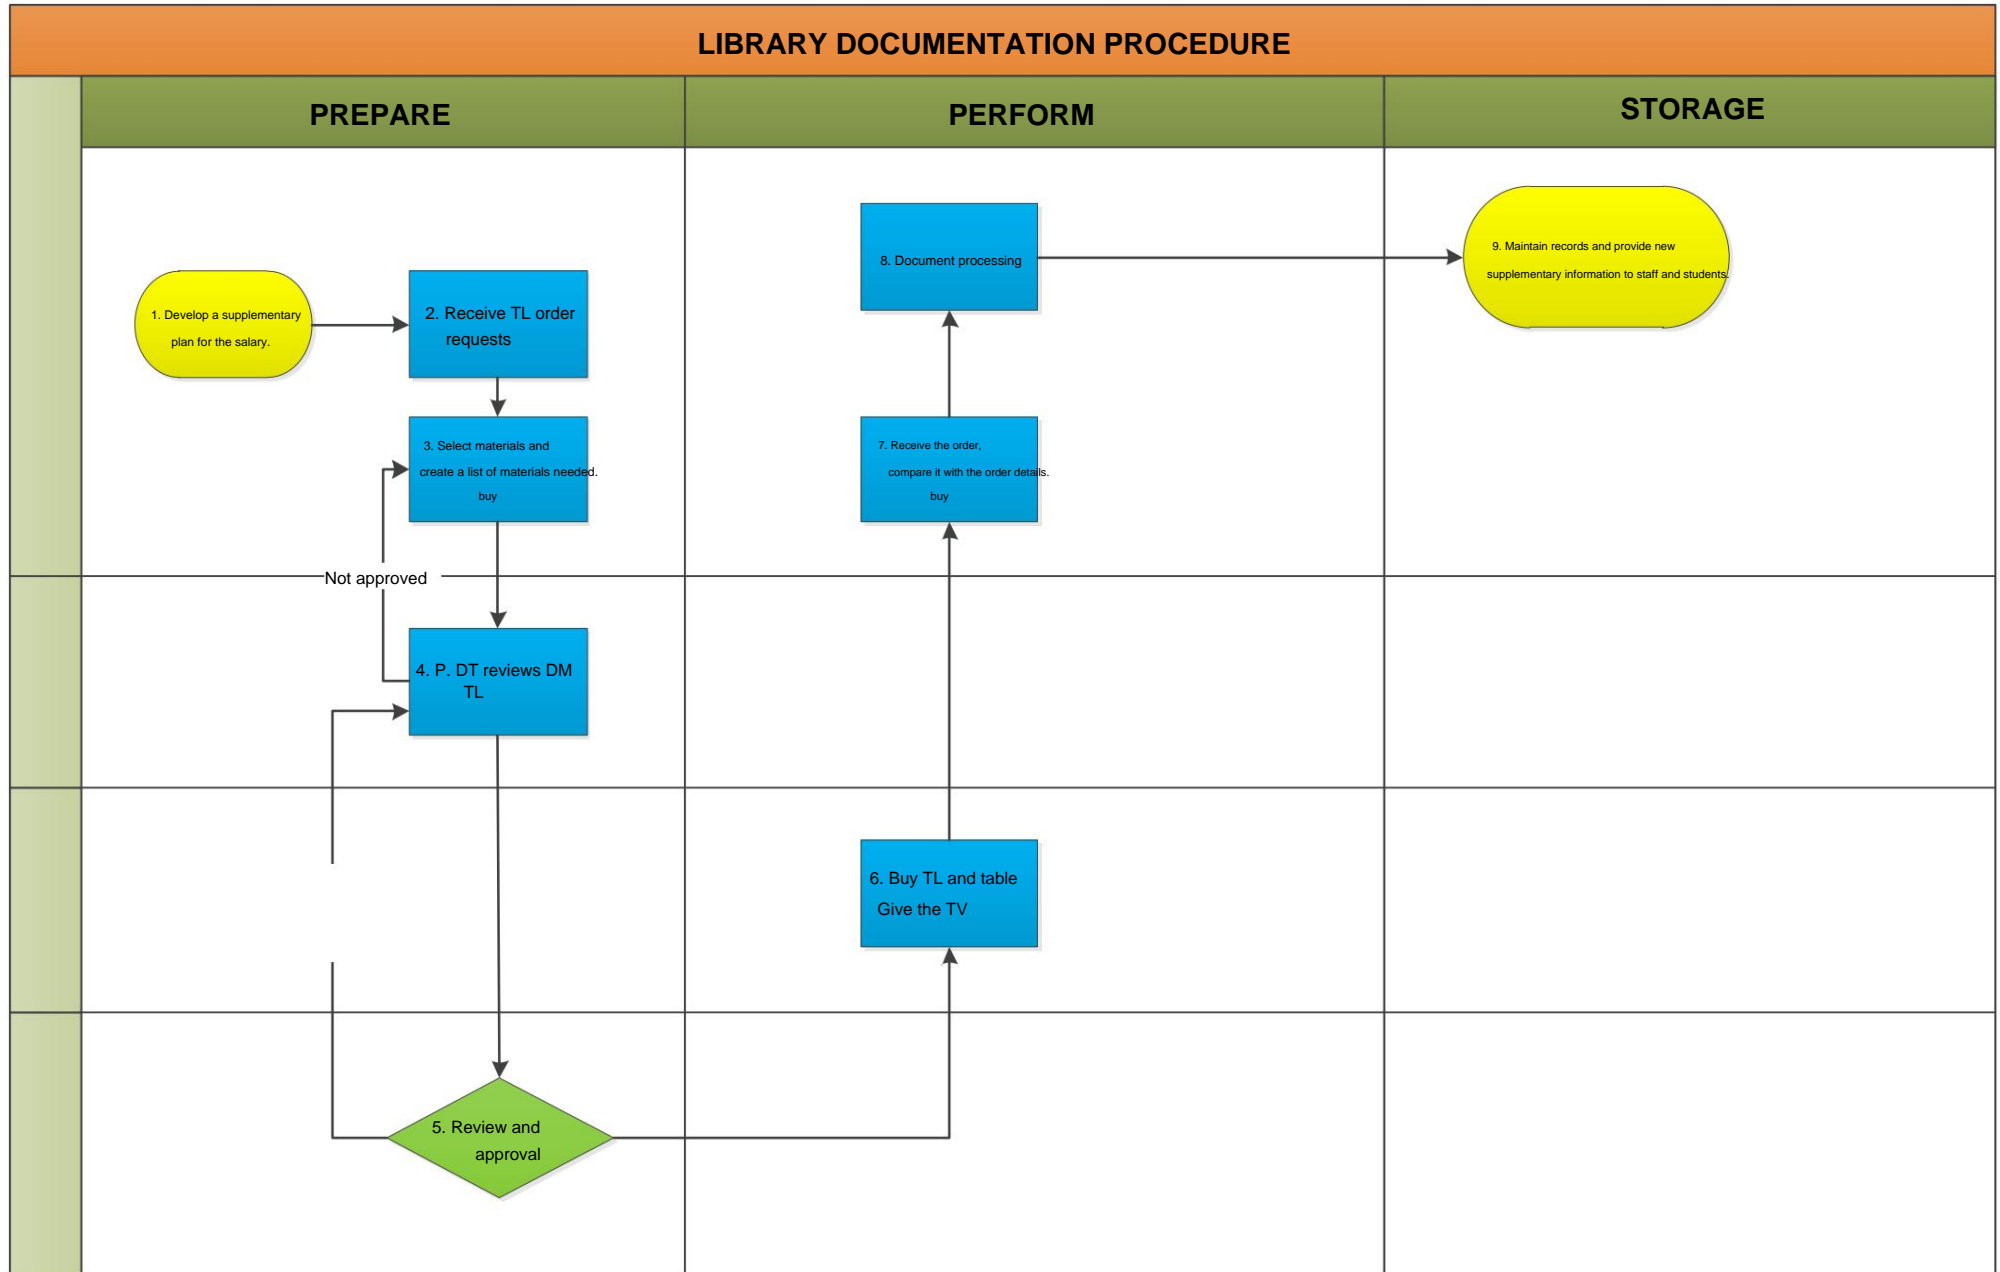 LIBRARY DOCUMENTATION PROCEDURE
PREPARE
PERFORM
STORAGE
1. Develop a supplementary
plan for the salary.
2. Receive TL order
requests
3. Select materials and
create a list of materials needed.
buy
Not approved
4. P. DT reviews DM
TL
5. Review and
approval
6. Buy TL and table
Give the TV
7. Receive the order,
compare it with the order details.
buy
8. Document processing
9. Maintain records and provide new
supplementary information to staff and students.